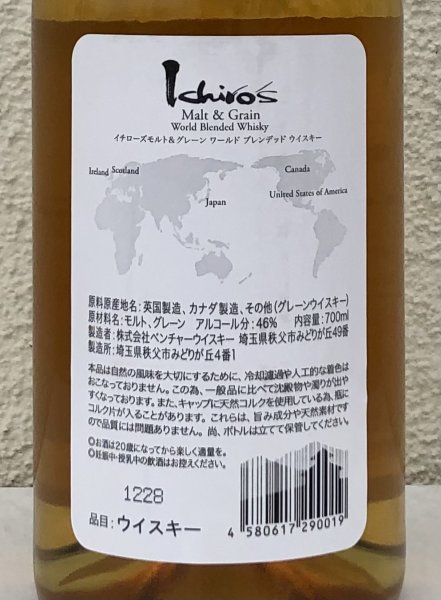 Ichiro's
Malt & Grain
World Blended Whisky
イチローズモルト&グレーン ワールド ブレンデッド ウイスキー
Ireland Scotland
Canada
Japan
United States of America
原料原産地名：英国製造、カナダ製造、その他（グレーンウイスキー）
原材料名：モルト、グレーン アルコール分：46% 内容量：700ml
製造者：株式会社ベンチャーウイスキー 埼玉県秩父市みどりが丘49番
製造所：埼玉県秩父市みどりが丘4番1
本品は自然の風味を大切にするために、冷却濾過や人工的な着色は
おこなっておりません。この為、一般品に比べて沈殿物や濁りが出や
すくなっております。また、キャップに天然コルクを使用している為、瓶に
コルク片が入ることがあります。これらは、旨み成分や天然素材です
ので品質には問題ありません。尚、ボトルは立てて保管してください。
◎お酒は20歳になってから楽しく適量を。
◎妊娠中・授乳中の飲酒はお控えください。
1228
品目：ウイスキー
4 580617 290019